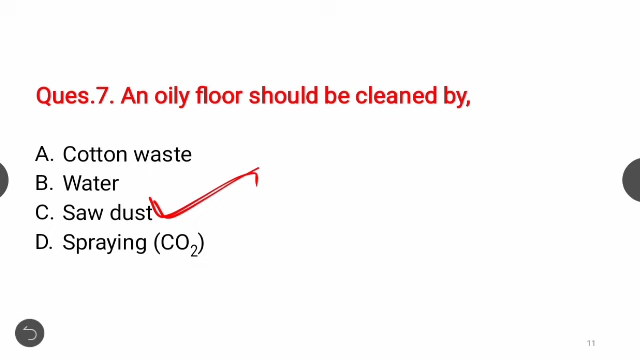 Ques.7. An oily floor should be cleaned by,
A. Cotton waste
B. Water
C. Saw dust
D. Spraying (CO₂)
11